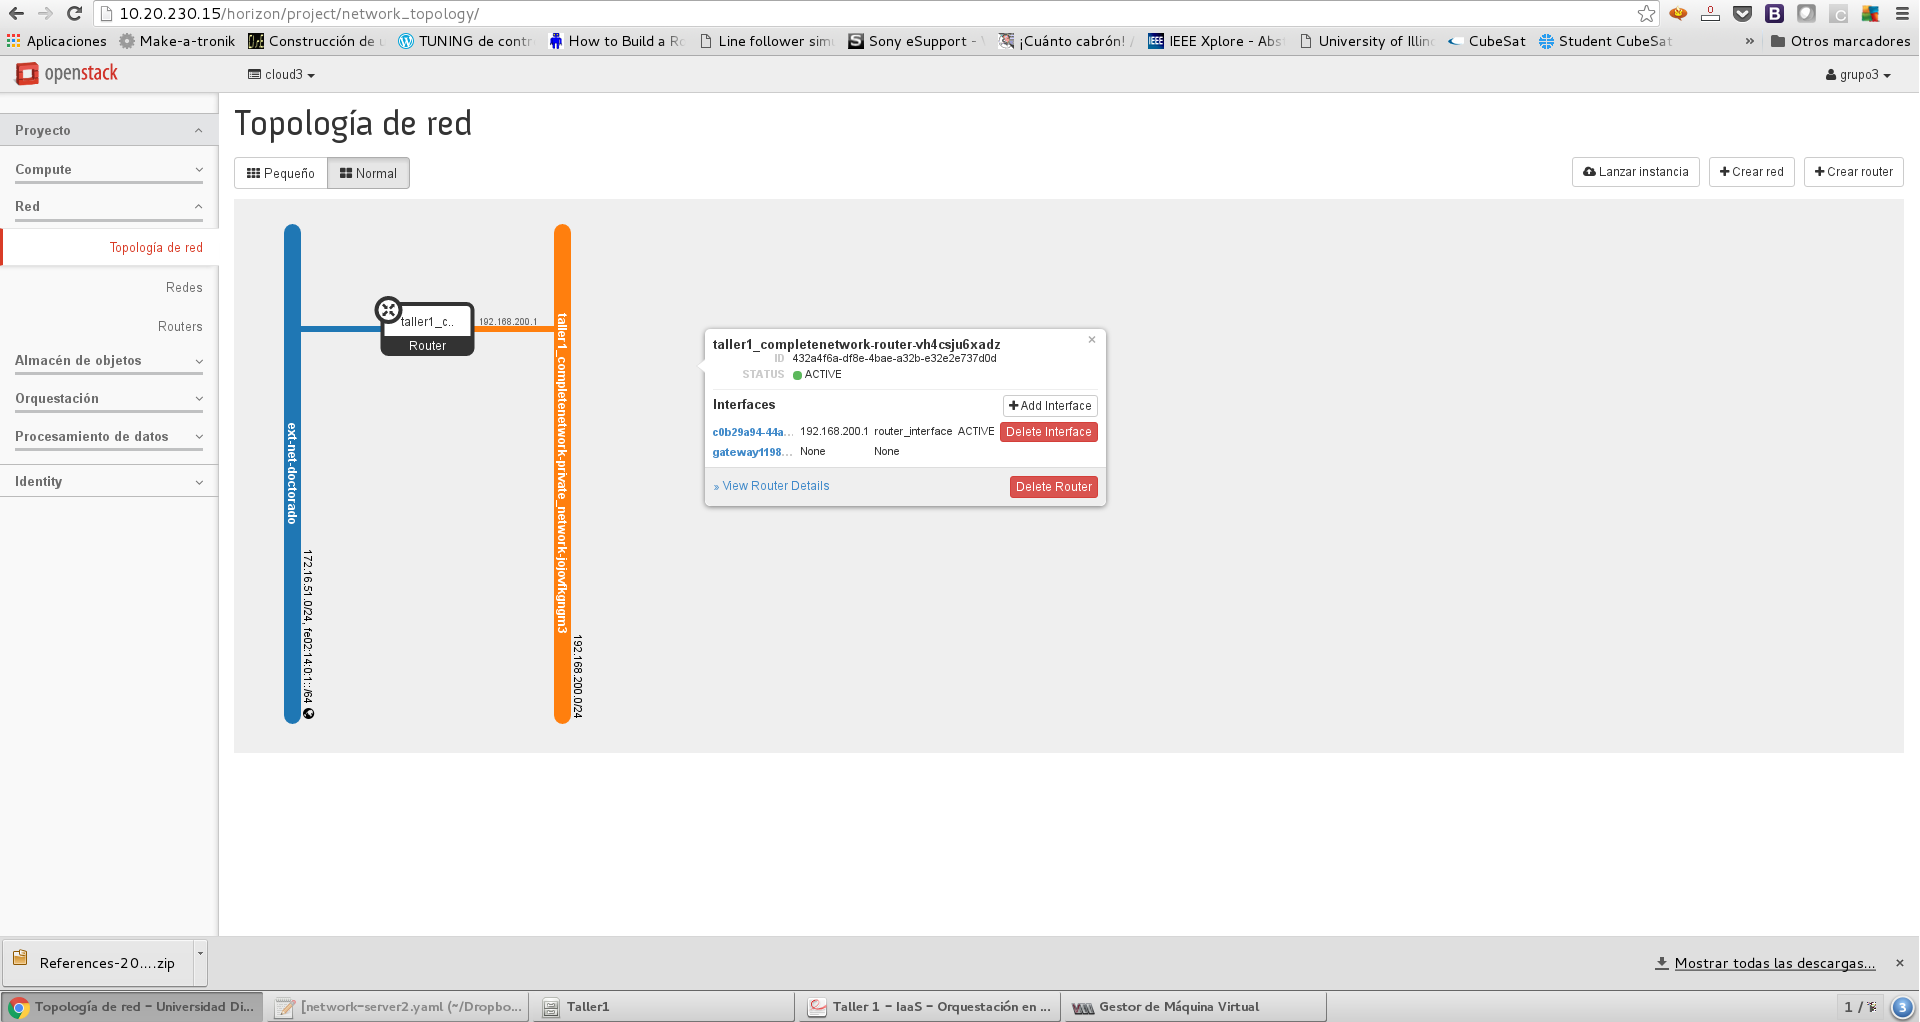 10.20.230.15/horizon/project/network_topology/
0
Aplicaciones
Make-a-tronik
Construcción de u
TUNING de contr
How to Build a Ro
Line follower simu
Sony eSupport - V
¡Cuánto cabrón! /
IEEE Xplore - Abst
University of Illino
CubeSat
Student CubeSat
»
Otros marcadores
openstack
cloud3
grupo3
Proyecto
Compute
Red
Topología de red
Redes
Routers
Almacén de objetos
Orquestación
Procesamiento de datos
Identity
Topología de red
Pequeño
Normal
Lanzar instancia
Crear red
Crear router
ext-net-doctorado
172.16.51.0/24, fe02:14:0:1::/64
taller1_c..
Router
192.168.200.1
taller1_completenetwork-private_network-jojovfkgngm3
192.168.200.0/24
taller1_completenetwork-router-vh4csju6xadz
×
ID 432a4f6a-df8e-4bae-a32b-e32e2e737d0d
STATUS ACTIVE
Interfaces
Add Interface
c0b29a94-44a... 192.168.200.1 router_interface ACTIVE Delete Interface
gateway1198... None None
» View Router Details
Delete Router
References-20....zip
Mostrar todas las descargas...
Topología de red - Universidad Di...
[network-server2.yaml (~/Dropbo...
Taller1
Taller 1 - IaaS - Orquestación en ...
Gestor de Máquina Virtual
1 /
3